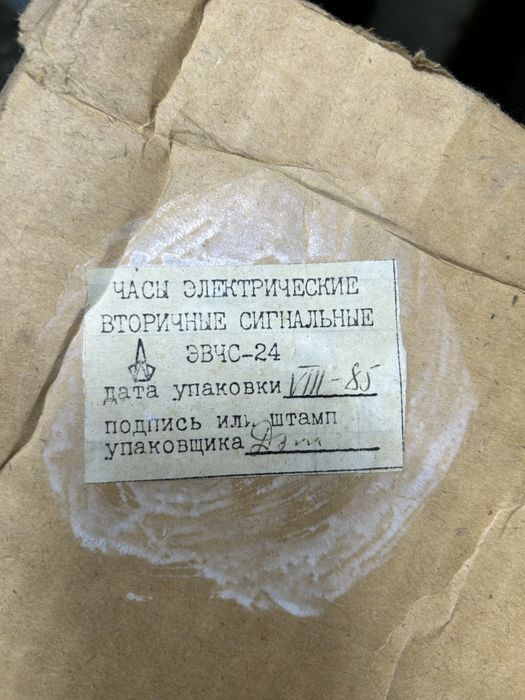 ЧАСЫ ЭЛЕКТРИЧЕСКИЕ
ВТОРИЧНЫЕ СИГНАЛЬНЫЕ
ЭВЧС-24
дата упаковки VIII-85
подпись или штамп
упаковщика